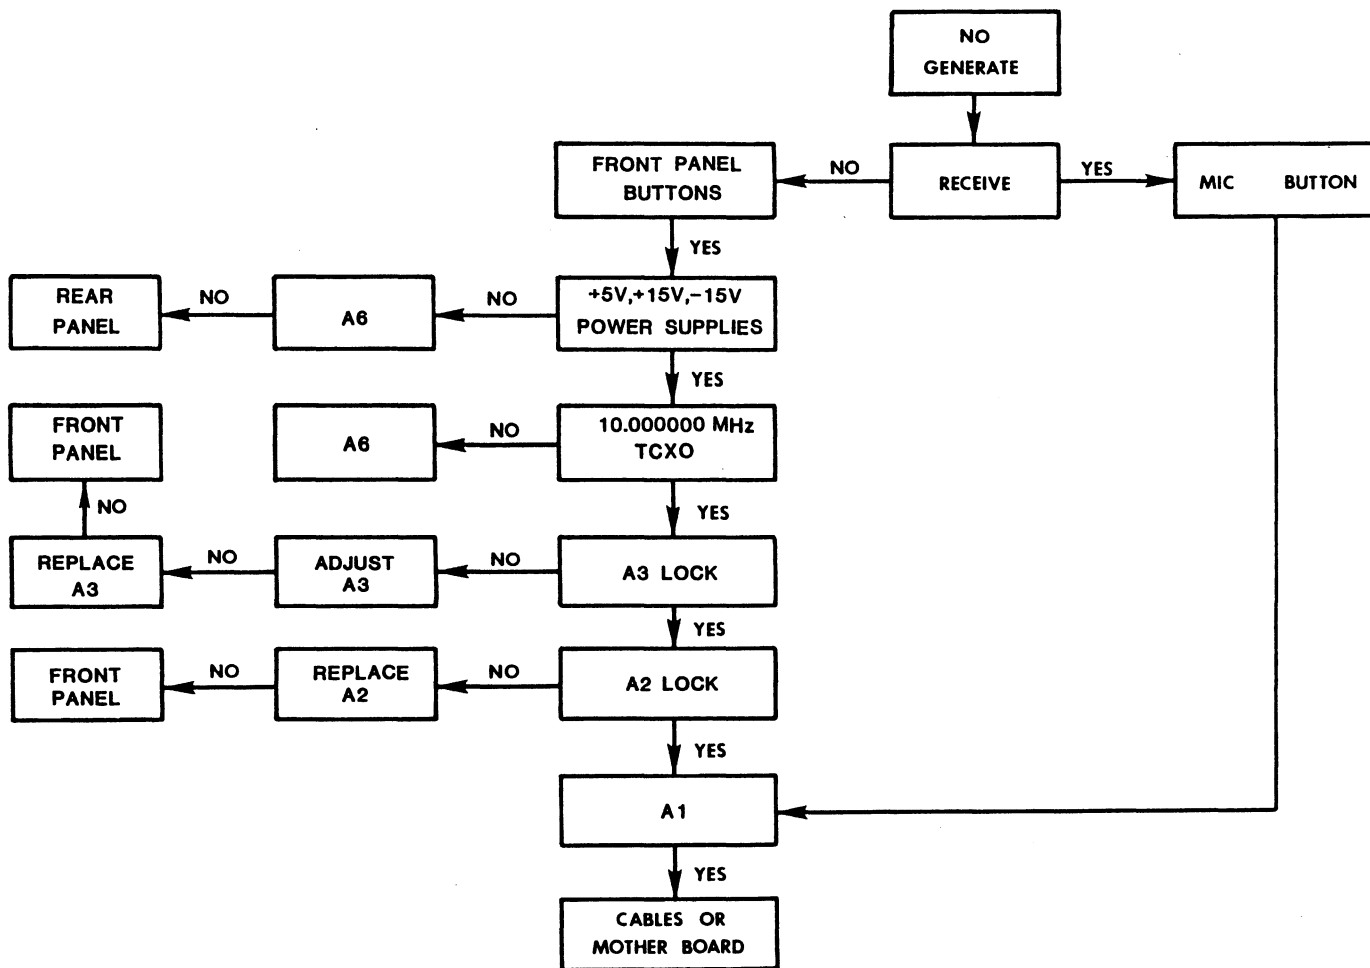 NO
GENERATE
FRONT PANEL
BUTTONS
NO
RECEIVE
YES
MIC BUTTON
YES
REAR
PANEL
NO
A6
NO
+5V,+15V,-15V
POWER SUPPLIES
YES
FRONT
PANEL
A6
NO
10.000000 MHz
TCXO
NO
YES
REPLACE
A3
NO
ADJUST
A3
NO
A3 LOCK
YES
FRONT
PANEL
NO
REPLACE
A2
NO
A2 LOCK
YES
A1
YES
CABLES OR
MOTHER BOARD